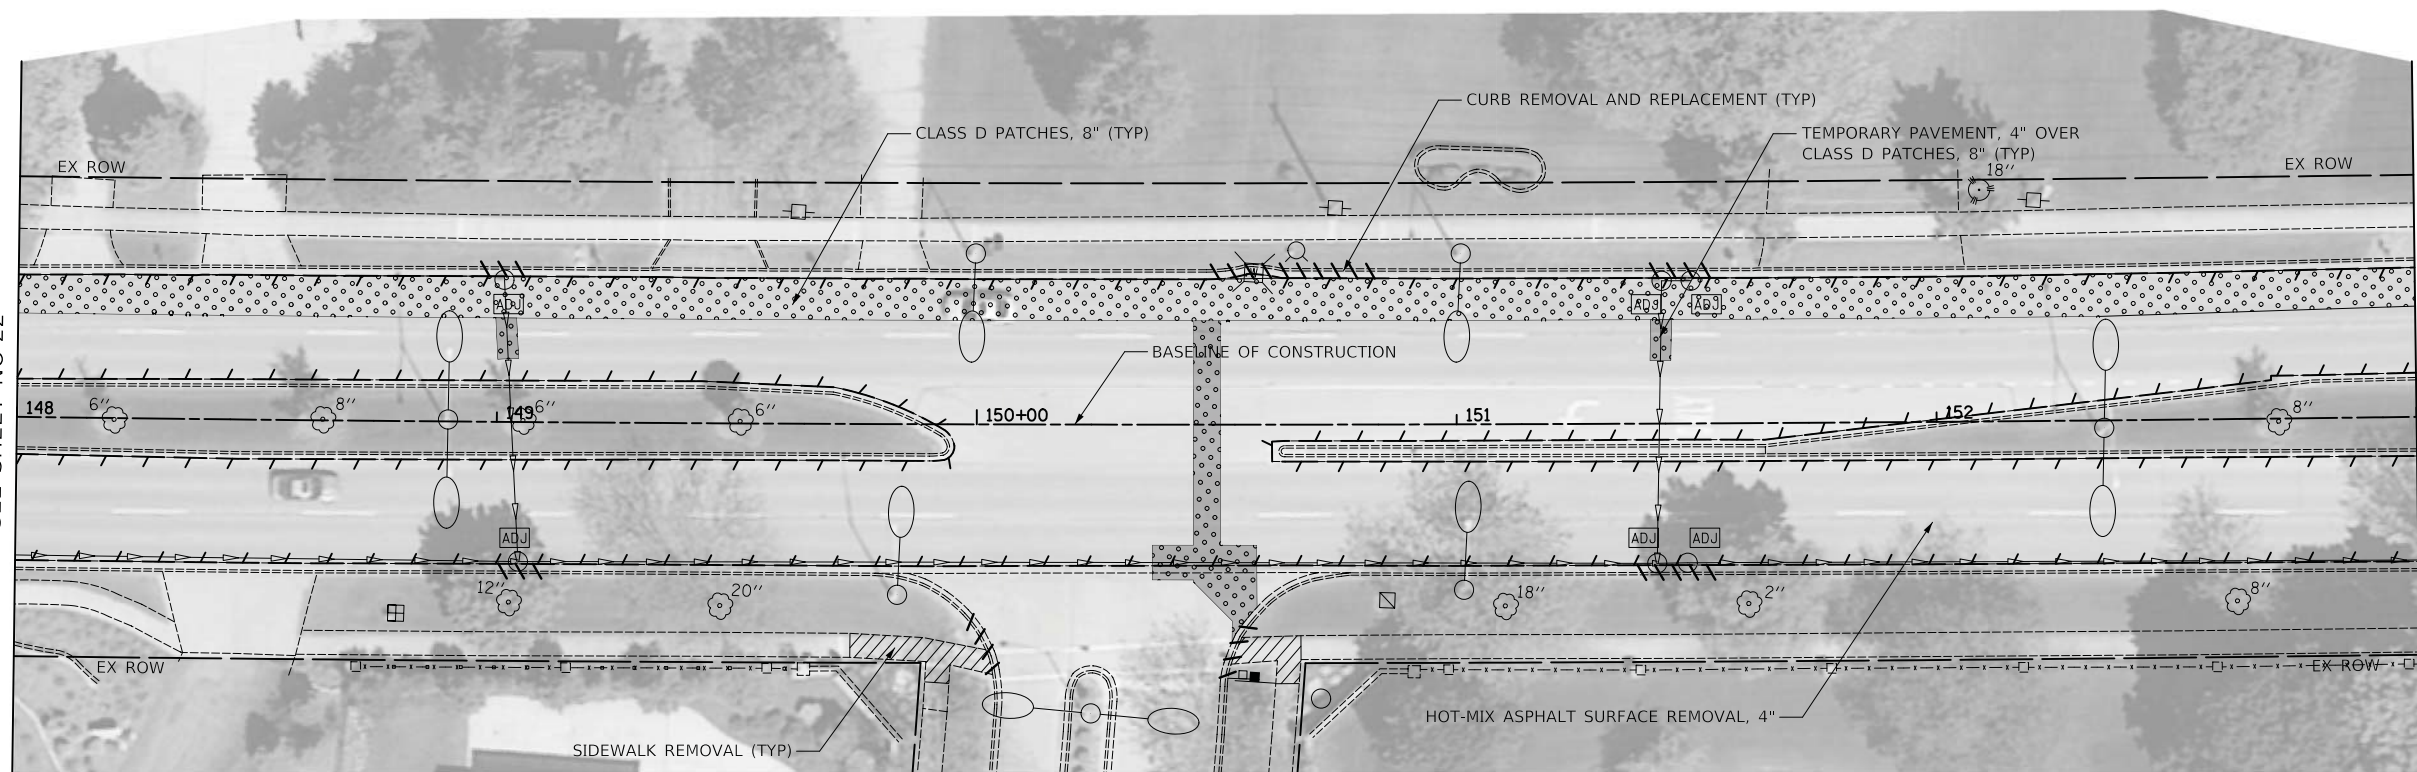 CURB REMOVAL AND REPLACEMENT (TYP)
CLASS D PATCHES, 8" (TYP)
TEMPORARY PAVEMENT, 4" OVER
CLASS D PATCHES, 8" (TYP)
EX ROW
EX ROW
18''
ADJ
ADJ
ADJ
BASELINE OF CONSTRUCTION
148
6''
8''
149
6''
6''
150+00
151
152
8''
ADJ
ADJ
ADJ
12''
20''
18''
2''
8''
EX ROW
EX ROW
HOT-MIX ASPHALT SURFACE REMOVAL, 4"
SIDEWALK REMOVAL (TYP)